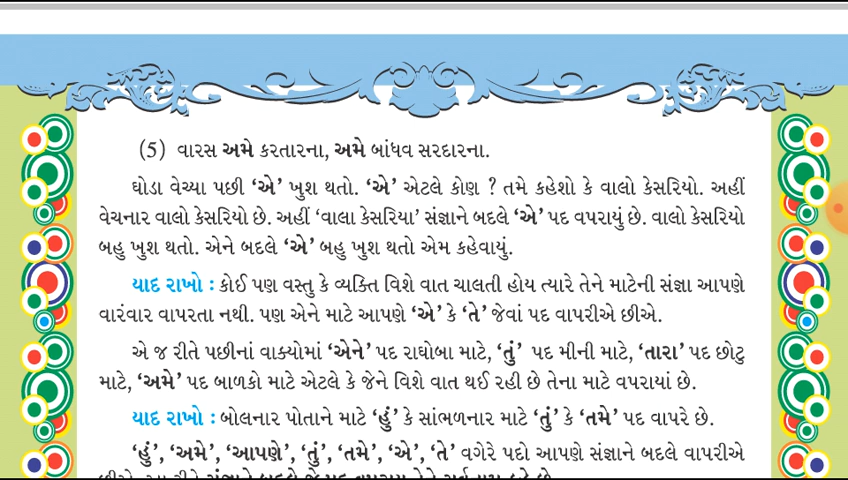 (5) વારસ અમે કરતારના, અમે બાંધવ સરદારના.
ઘોડા વેચ્યા પછી ‘એ’ ખુશ થતો. ‘એ’ એટલે કોણ ? તમે કહેશો કે વાલો કેસરિયો. અહીં
વેચનાર વાલો કેસરિયો છે. અહીં ‘વાલા કેસરિયા’ સંજ્ઞાને બદલે ‘એ’ પદ વપરાયું છે. વાલો કેસરિયો
બહુ ખુશ થતો. એને બદલે ‘એ’ બહુ ખુશ થતો એમ કહેવાયું.
યાદ રાખો : કોઈ પણ વસ્તુ કે વ્યક્તિ વિશે વાત ચાલતી હોય ત્યારે તેને માટેની સંજ્ઞા આપણે
વારંવાર વાપરતા નથી. પણ એને માટે આપણે ‘એ’ કે ‘તે’ જેવાં પદ વાપરીએ છીએ.
એ જ રીતે પછીનાં વાક્યોમાં ‘એને’ પદ રાઘોબા માટે, ‘તું’ પદ મીની માટે, ‘તારા’ પદ છોટુ
માટે, ‘અમે’ પદ બાળકો માટે એટલે કે જેને વિશે વાત થઈ રહી છે તેના માટે વપરાયાં છે.
યાદ રાખો : બોલનાર પોતાને માટે ‘હું’ કે સાંભળનાર માટે ‘તું’ કે ‘તમે’ પદ વાપરે છે.
‘હું’, ‘અમે’, ‘આપણે’, ‘તું’, ‘તમે’, ‘એ’, ‘તે’ વગેરે પદો આપણે સંજ્ઞાને બદલે વાપરીએ